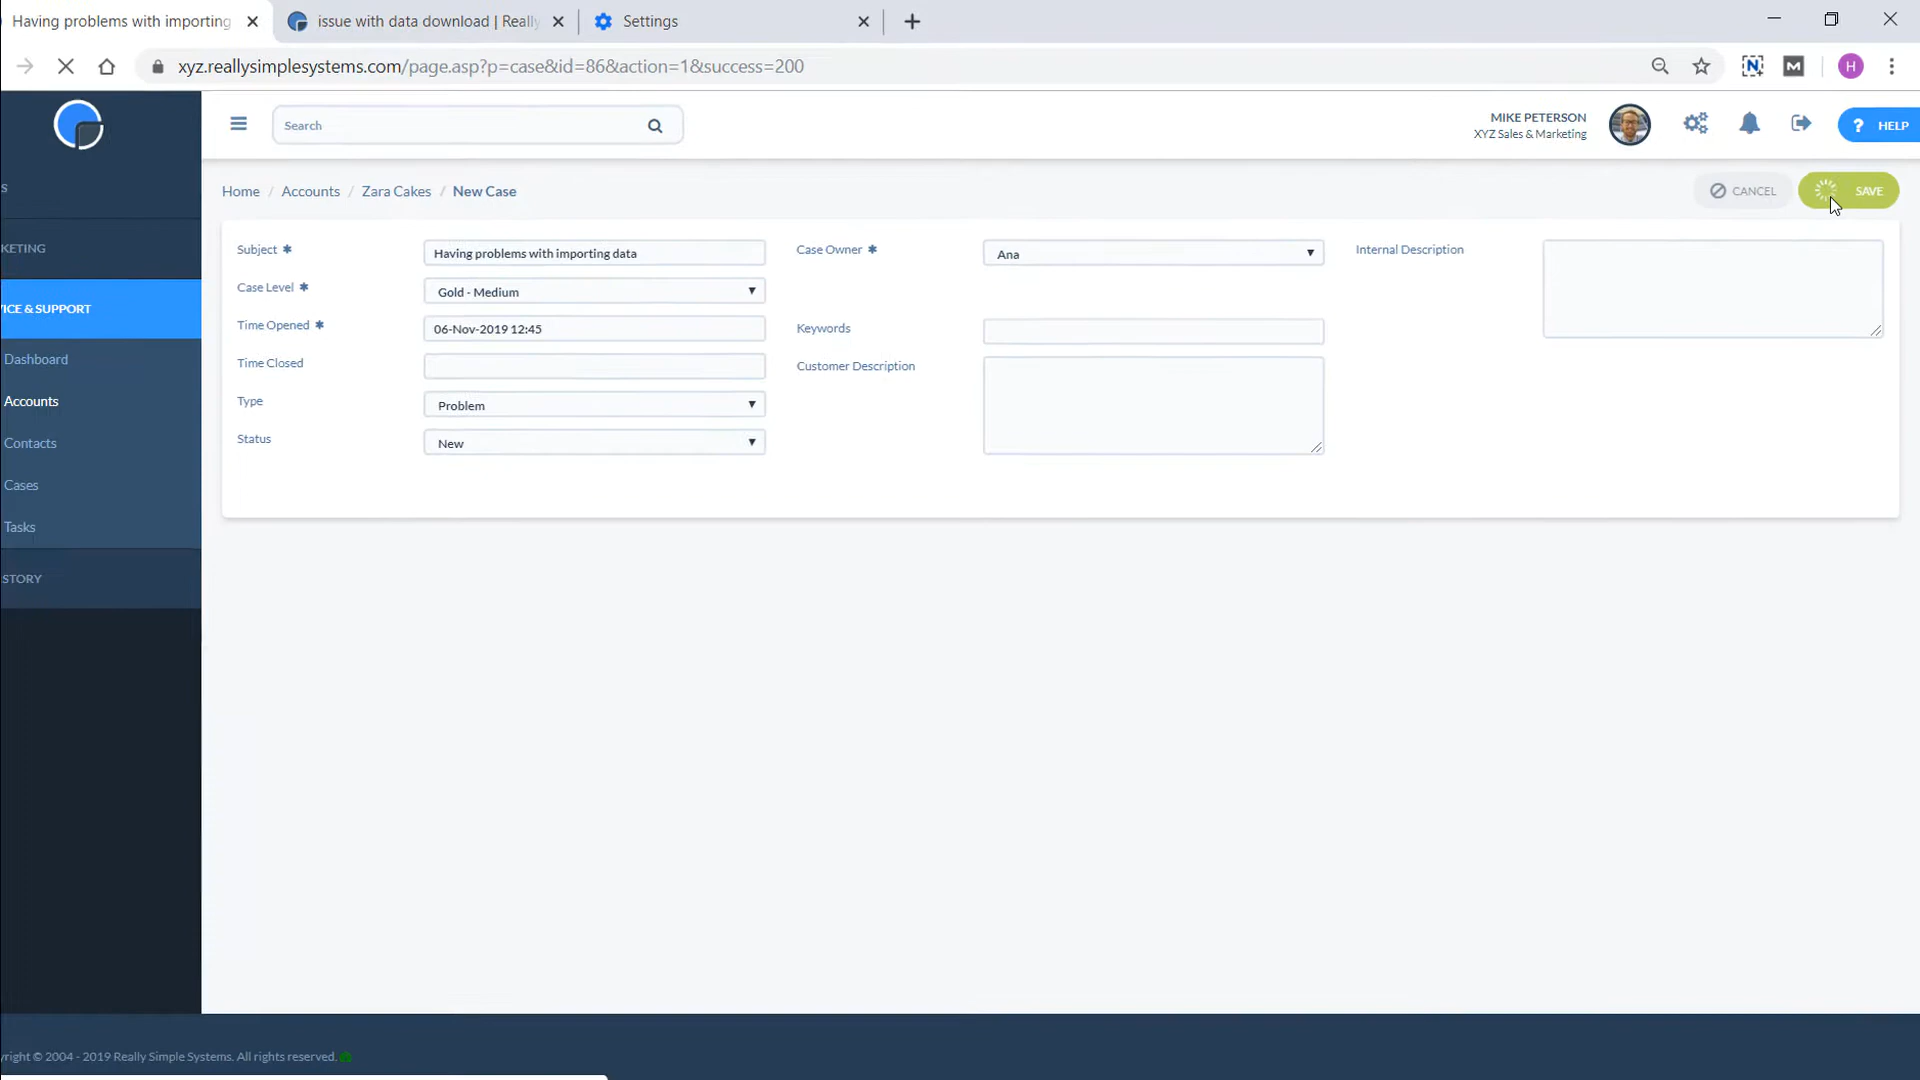 Having problems with importing
issue with data download | Really
Settings
xyz.reallysimplesystems.com/page.asp?p=case&id=86&action=1&success=200
N
M
H
Search
MIKE PETERSON
XYZ Sales & Marketing
? HELP
Home / Accounts / Zara Cakes / New Case
CANCEL
SAVE
Subject *
Having problems with importing data
Case Level *
Gold - Medium
Time Opened *
06-Nov-2019 12:45
Time Closed
Type
Problem
Status
New
Case Owner *
Ana
Keywords
Customer Description
Internal Description
S
KETING
ICE & SUPPORT
Dashboard
Accounts
Contacts
Cases
Tasks
STORY
yright © 2004 - 2019 Really Simple Systems. All rights reserved.